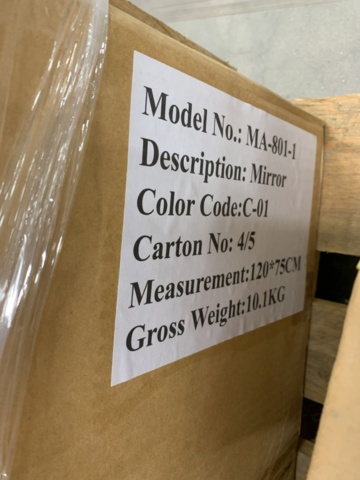 Model No.: MA-801-1
Description: Mirror
Color Code:C-01
Carton No: 4/5
Measurement:120*75CM
Gross Weight:10.1KG